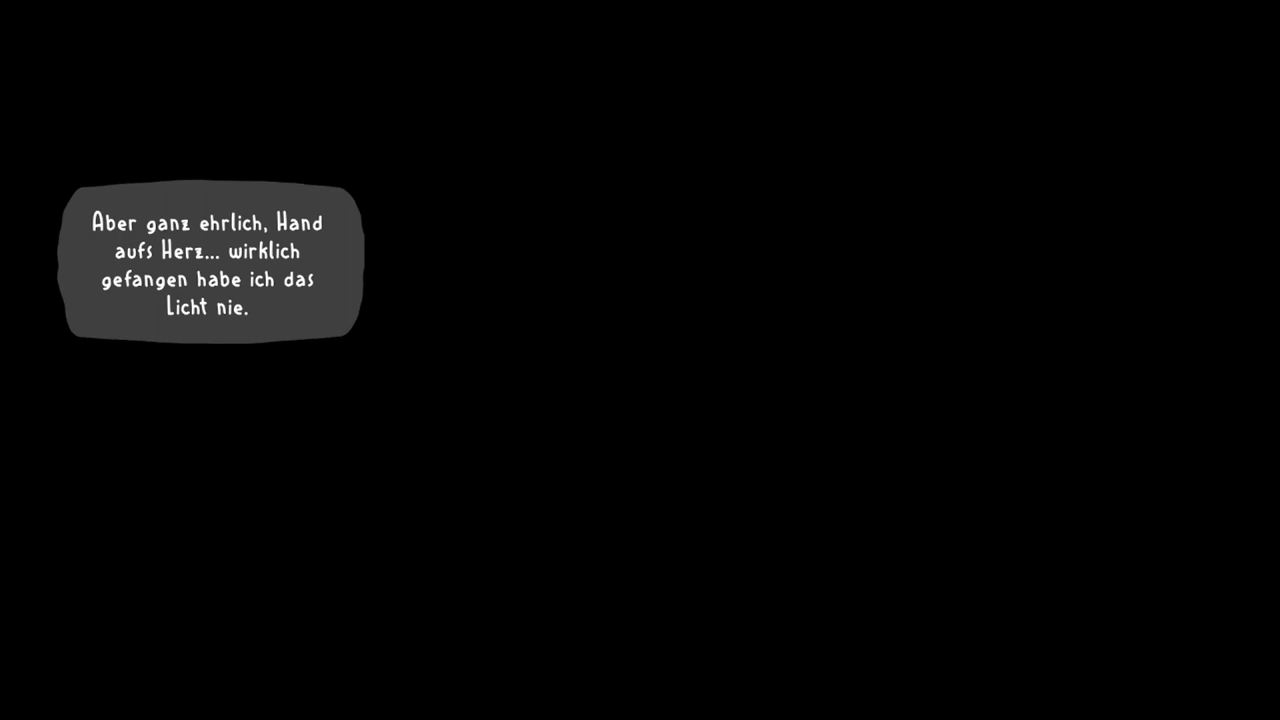 Aber ganz ehrlich, Hand
aufs Herz... wirklich
gefangen habe ich das
Licht nie.